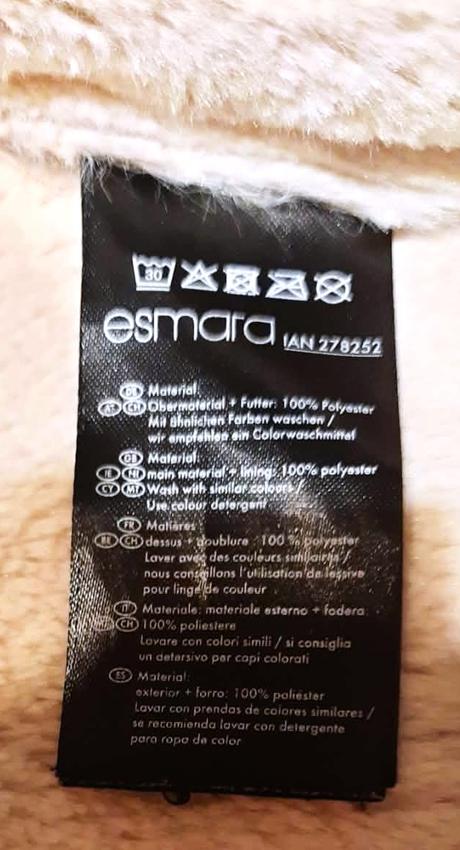 30
esmara IAN 278252
DE Material:
AT CH Obermaterial + Futter: 100% Polyester
Mit ähnlichen Farben waschen /
wir empfehlen ein Colorwaschmittel
GB Material:
IE NI main material + lining: 100% polyester
CY MT Wash with similar colours /
Use colour detergent
FR Matières:
BE CH dessus + doublure : 100 % polyester
Laver avec des couleurs similaires /
nous conseillons l'utilisation de lessive
pour linge de couleur
IT Materiale: materiale esterno + fodera:
CH 100% poliestere
Lavare con colori simili / si consiglia
un detersivo per capi colorati
ES Material:
exterior + forro: 100% poliéster
Lavar con prendas de colores similares /
se recomienda lavar con detergente
para ropa de color